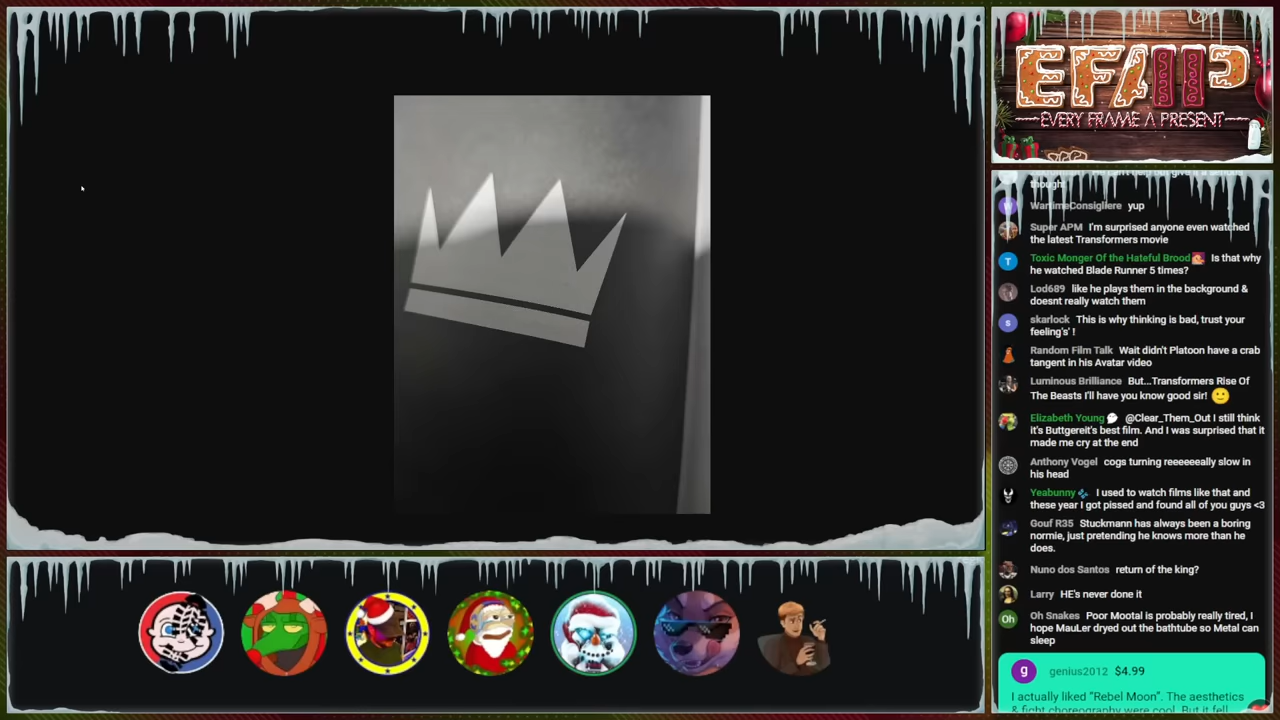 EFAP
EVERY FRAME A PRESENT
thought
WartimeConsigliere yup
Super APM I'm surprised anyone even watched
the latest Transformers movie
Toxic Monger Of the Hateful Brood Is that why
he watched Blade Runner 5 times?
Lod689 like he plays them in the background &
doesnt really watch them
skarlock This is why thinking is bad, trust your
feeling's' !
Random Film Talk Wait didn't Platoon have a crab
tangent in his Avatar video
Luminous Brilliance But...Transformers Rise Of
The Beasts I'll have you know good sir!
Elizabeth Young @Clear_Them_Out I still think
it's Buttgereit's best film. And I was surprised that it
made me cry at the end
Anthony Vogel cogs turning reeeeeeally slow in
his head
Yeabunny I used to watch films like that and
these year I got pissed and found all of you guys <3
Gouf R35 Stuckmann has always been a boring
normie, just pretending he knows more than he
does.
Nuno dos Santos return of the king?
Larry HE's never done it
Oh Oh Snakes Poor Mootal is probably really tired, I
hope MauLer dryed out the bathtube so Metal can
sleep
g genius2012 $4.99
I actually liked "Rebel Moon". The aesthetics
& fight choreography were cool. But it fell